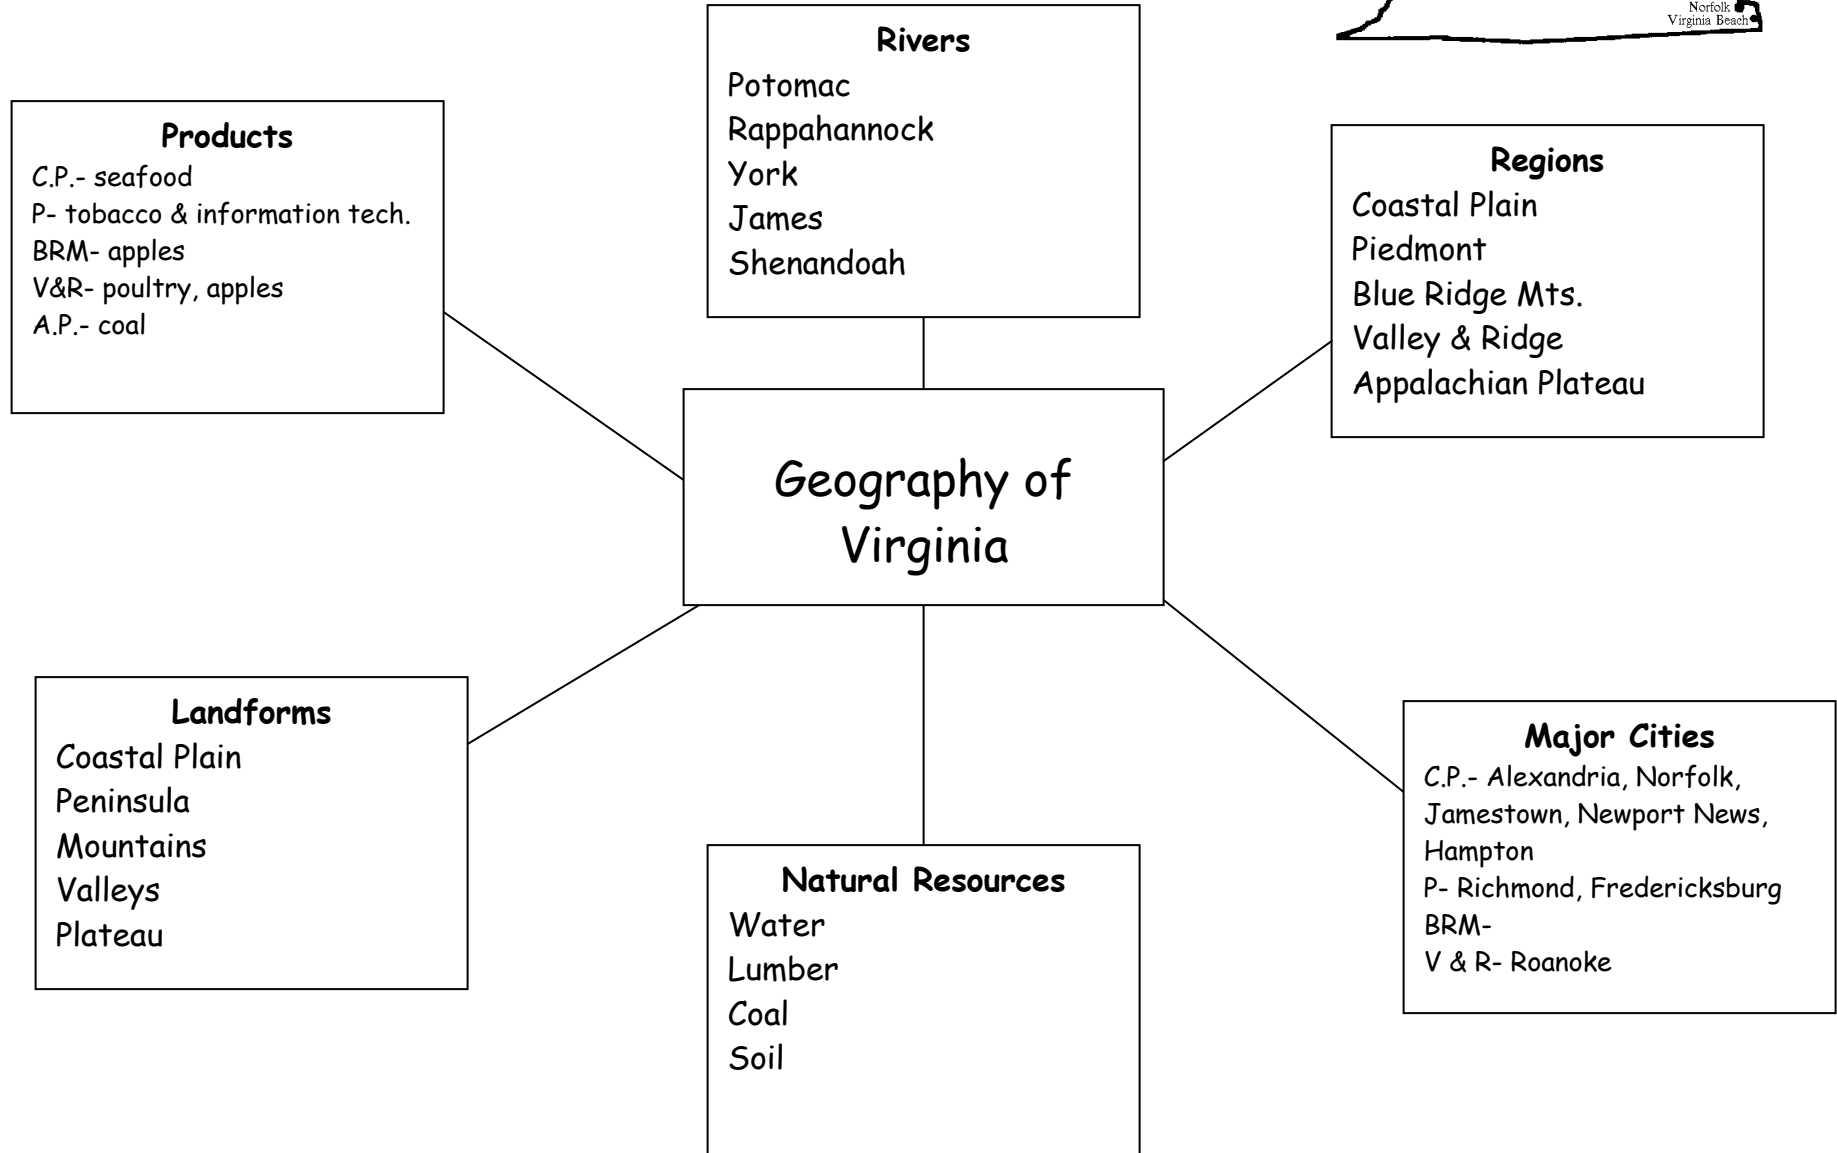 Norfolk
Virginia Beach
Rivers
Potomac
Rappahannock
York
James
Shenandoah
Products
C.P.- seafood
P- tobacco & information tech.
BRM- apples
V&R- poultry, apples
A.P.- coal
Regions
Coastal Plain
Piedmont
Blue Ridge Mts.
Valley & Ridge
Appalachian Plateau
Geography of
Virginia
Landforms
Coastal Plain
Peninsula
Mountains
Valleys
Plateau
Natural Resources
Water
Lumber
Coal
Soil
Major Cities
C.P.- Alexandria, Norfolk,
Jamestown, Newport News,
Hampton
P- Richmond, Fredericksburg
BRM-
V & R- Roanoke